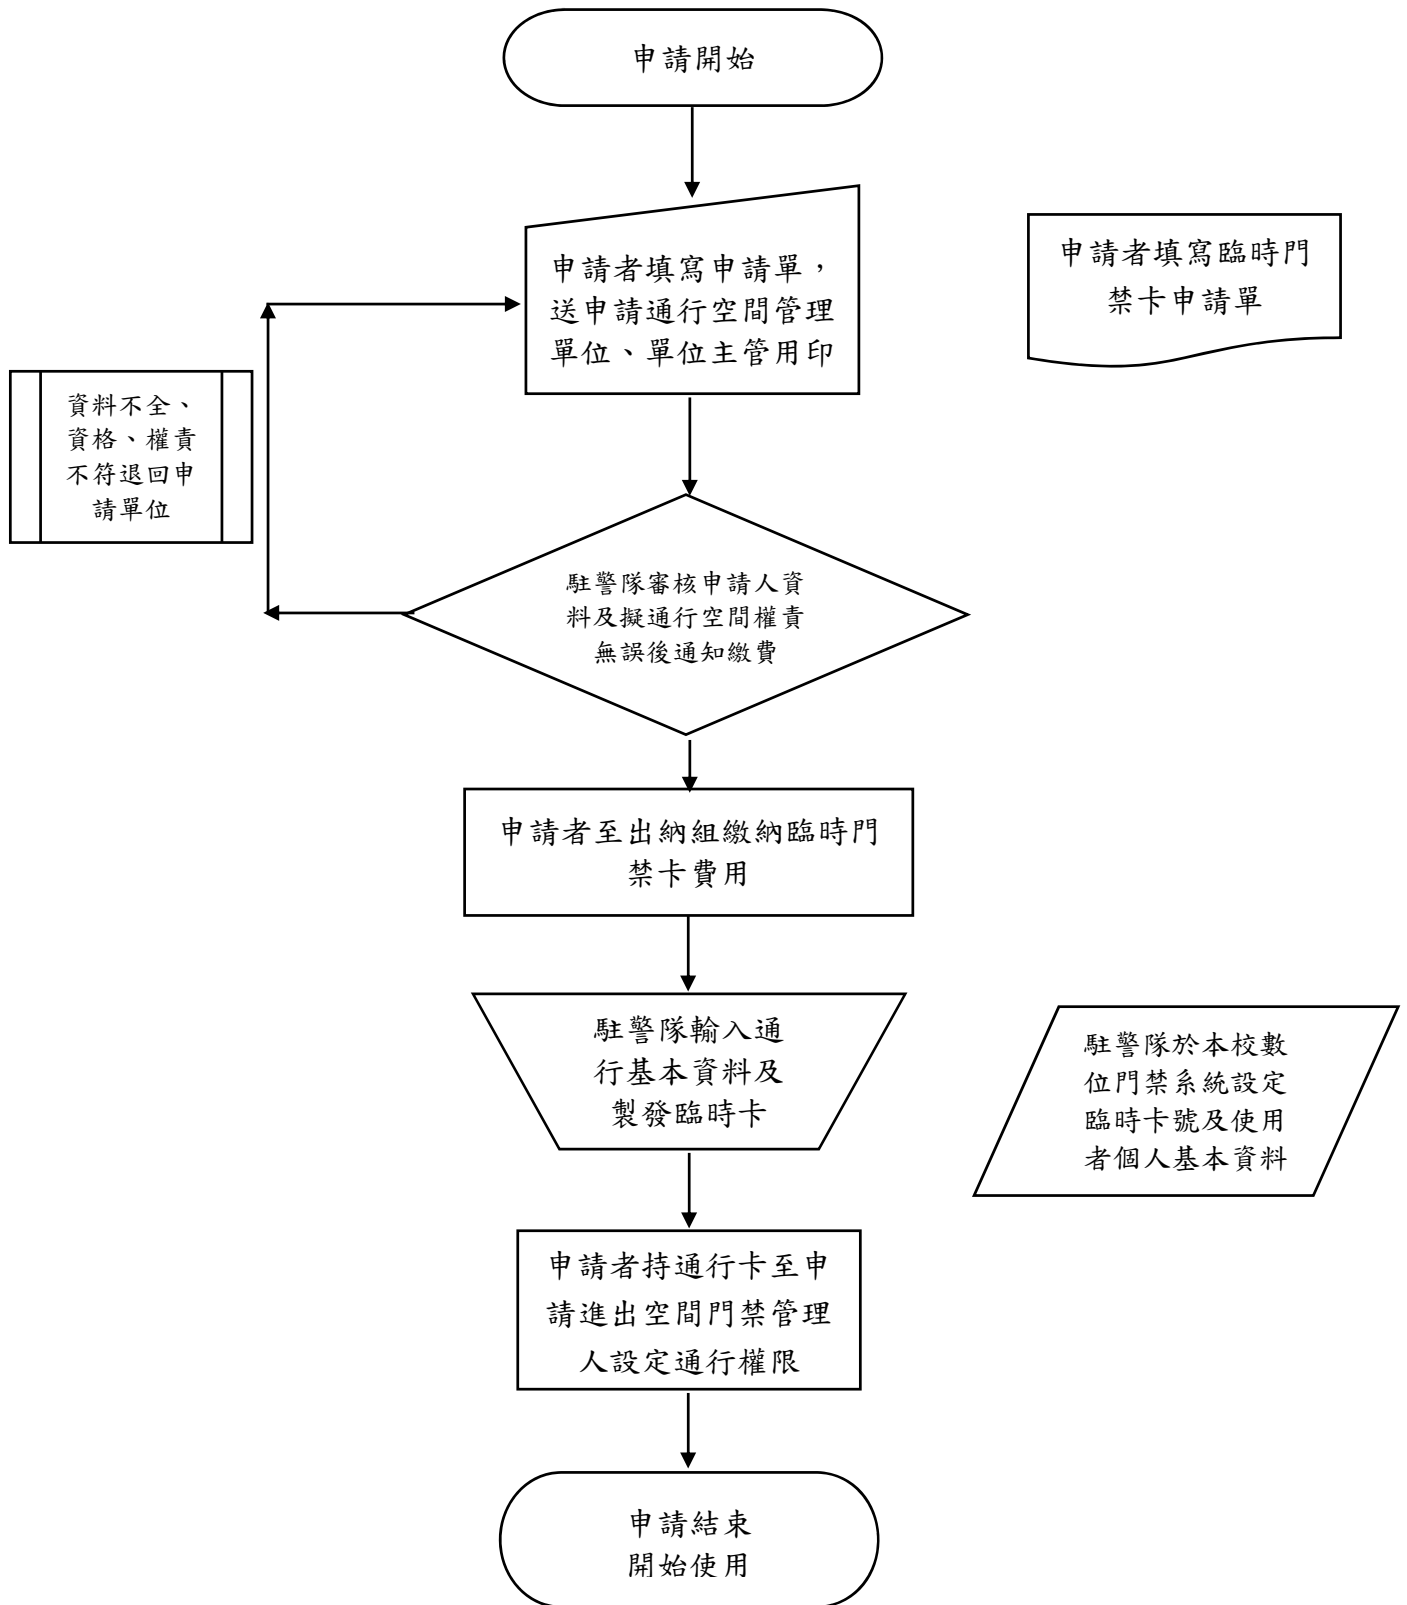 申請開始
申請者填寫申請單，
送申請通行空間管理
單位、單位主管用印
申請者填寫臨時門
禁卡申請單
資料不全、
資格、權責
不符退回申
請單位
駐警隊審核申請人資
料及擬通行空間權責
無誤後通知繳費
申請者至出納組繳納臨時門
禁卡費用
駐警隊輸入通
行基本資料及
製發臨時卡
駐警隊於本校數
位門禁系統設定
臨時卡號及使用
者個人基本資料
申請者持通行卡至申
請進出空間門禁管理
人設定通行權限
申請結束
開始使用